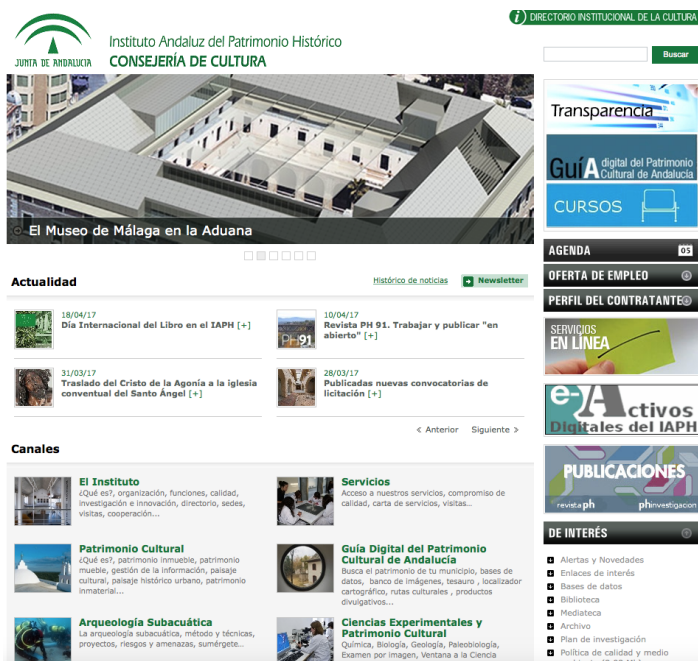 DIRECTORIO INSTITUCIONAL DE LA CULTURA
JUNTA DE ANDALUCIA
Instituto Andaluz del Patrimonio Histórico
CONSEJERÍA DE CULTURA
Buscar
El Museo de Málaga en la Aduana
Transparencia
GuíA digital del Patrimonio
Cultural de Andalucía
CURSOS
AGENDA
05
OFERTA DE EMPLEO
PERFIL DEL CONTRATANTE
SERVICIOS
EN LÍNEA
e-Activos
Digitales del IAPH
PUBLICACIONES
revista ph
phinvestigacion
DE INTERÉS
Alertas y Novedades
Enlaces de interés
Bases de datos
Biblioteca
Mediateca
Archivo
Plan de investigación
Política de calidad y medio
Actualidad
Histórico de noticias
Newsletter
18/04/17
Día Internacional del Libro en el IAPH [+]
PH91
10/04/17
Revista PH 91. Trabajar y publicar "en
abierto" [+]
31/03/17
Traslado del Cristo de la Agonía a la iglesia
conventual del Santo Ángel [+]
28/03/17
Publicadas nuevas convocatorias de
licitación [+]
« Anterior
Siguiente »
Canales
El Instituto
¿Qué es?, organización, funciones, calidad,
investigación e innovación, directorio, sedes,
visitas, cooperación...
Servicios
Acceso a nuestros servicios, compromiso de
calidad, carta de servicios, visitas...
Patrimonio Cultural
¿Qué es?, patrimonio inmueble, patrimonio
mueble, gestión de la información, paisaje
cultural, paisaje histórico urbano, patrimonio
inmaterial...
Guía Digital del Patrimonio
Cultural de Andalucía
Busca el patrimonio de tu municipio, bases de
datos, banco de imágenes, tesauro , localizador
cartográfico, rutas culturales , productos
divulgativos...
Arqueología Subacuática
La arqueología subacuática, método y técnicas,
proyectos, riesgos y amenazas, sumérgete...
Ciencias Experimentales y
Patrimonio Cultural
Química, Biología, Geología, Paleobiología,
Examen por imagen, Ventana a la Ciencia